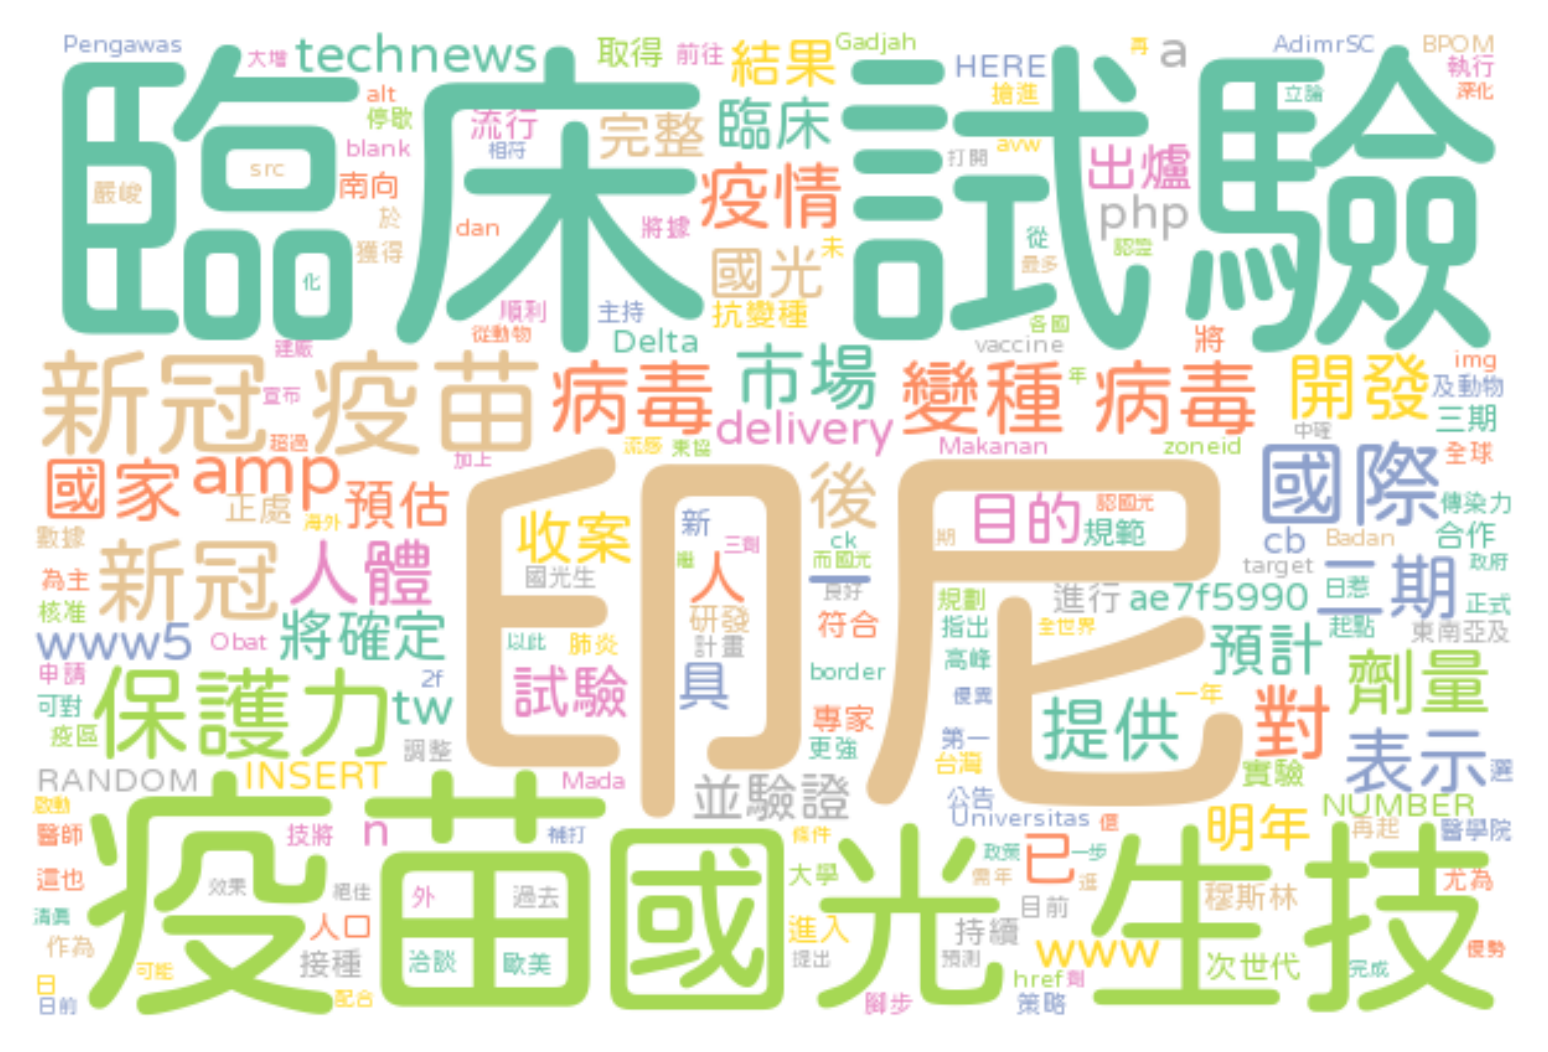 Pengawas
大增
technews
取得
前往
結果
Gadjah
再
a
AdimrSC
BPOM
HERE
執行
臨床試驗
alt
停歇
流行
相符
完整
臨床
搶進
立論
深化
blank
打開
avw
出爐
src
嚴峻
南向
疫情
php
於
dan
將據
從
認證
獲得
國光
未
最多
化
順利
主持
抗變種
各國
從動物
Delta
vaccine
將
建廠
市場
img
新冠疫苗
病毒
變種病毒
年
開發
及動物
宣布
delivery
三期
中確
超過
流感
東協
Makanan
zoneid
國家
amp
加上
後
國際
全球
正處
預估
海外
收案
新
目的
認國光
規範
傳染力
合作
數據
三劑
ck
期
cb
Badan
新冠
人體
國光生
繼
人
而國光
target
政府
為主
良好
二期
日惹
核准
研發
規劃
進行
ae7f5990
正式
www5
Obat
將確定
以此
肺炎
計畫
符合
指出
全世界
預計
起點
東南亞及
印尼
申請
保護力
2f
tw
試驗
具
border
高峰
劑量
可對
優異
一年
對
疫區
調整
專家
更強
第一
提供
表示
RANDOM
INSERT
Mada
並驗證
台灣
實驗
選
啟動
公告
NUMBER
醫師
技將
n
補打
條件
Universitas
還
明年
再起
醫學院
疫苗
國光生技
這也
效果
絕佳
外
過去
大學
政策
一步
需年
已
逛
尤為
清真
人口
目前
穆斯林
作為
接種
洽談
歐美
進入
持續
提出
預測
www
次世代
優勢
可能
href
劑
完成
日
日前
配合
腳步
策略